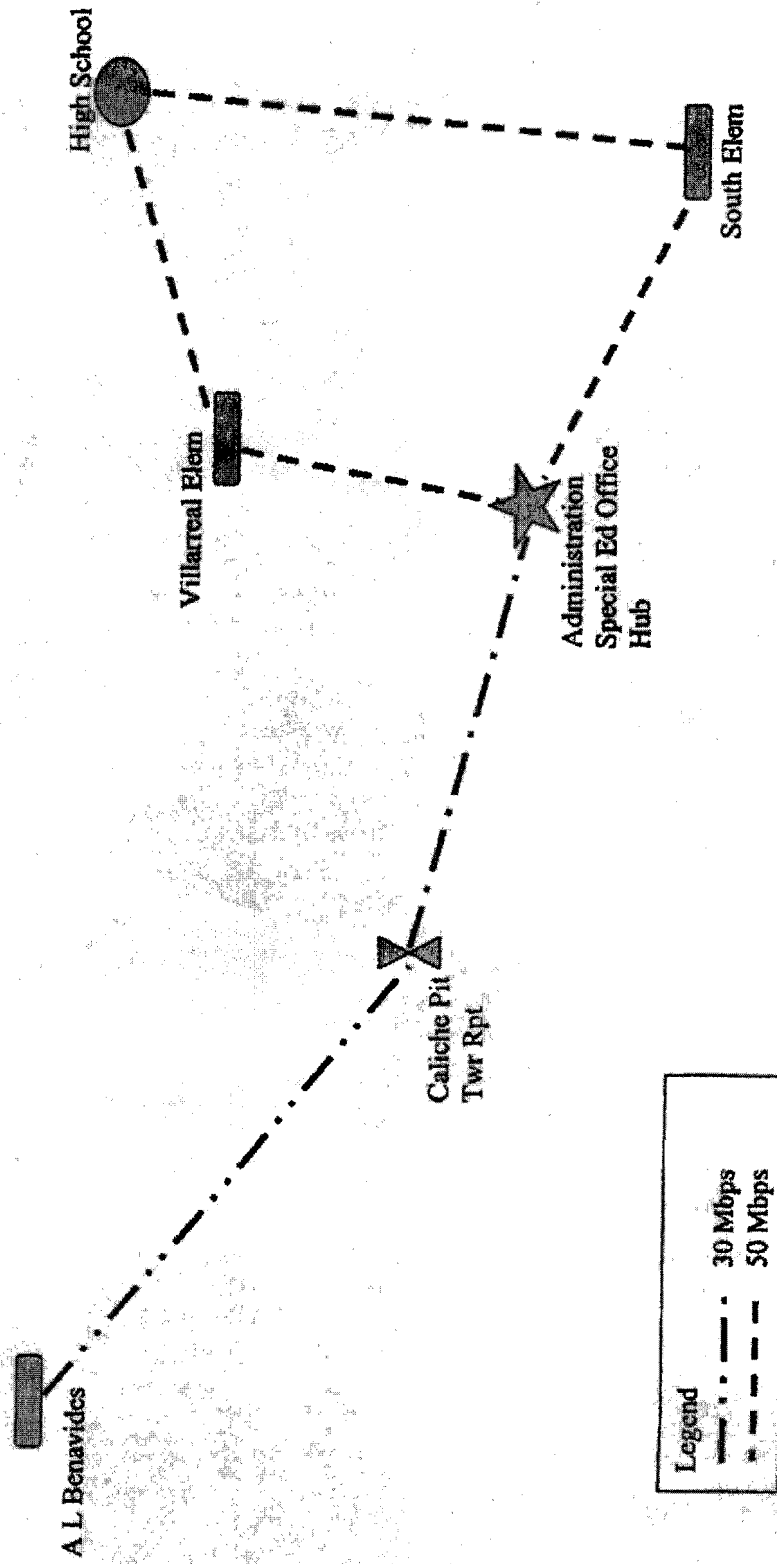 High School
Villarreal Elem
South Elem
Administration
Special Ed Office
Hub
Caliche Pit
Twr Rpt
A L Benavides
Legend
30 Mbps
50 Mbps